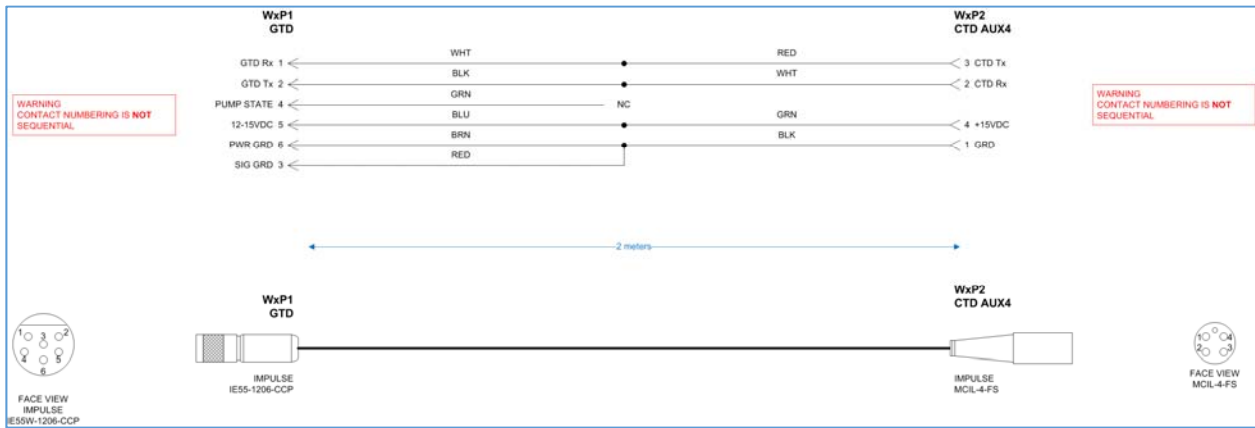 WxP1
GTD
WxP2
CTD AUX4
WHT
RED
GTD Rx 1
3 CTD Tx
BLK
WHT
GTD Tx 2
2 CTD Rx
GRN
PUMP STATE 4
NC
BLU
GRN
12-15VDC 5
4 +15VDC
BRN
BLK
PWR GRD 6
1 GRD
RED
SIG GRD 3
WARNING
CONTACT NUMBERING IS NOT
SEQUENTIAL
WARNING
CONTACT NUMBERING IS NOT
SEQUENTIAL
2 meters
WxP1
GTD
WxP2
CTD AUX4
1 3 2
4 5
6
FACE VIEW
IMPULSE
IE55W-1206-CCP
IMPULSE
IE55-1206-CCP
IMPULSE
MCIL-4-FS
1 4
2 3
FACE VIEW
MCIL-4-FS